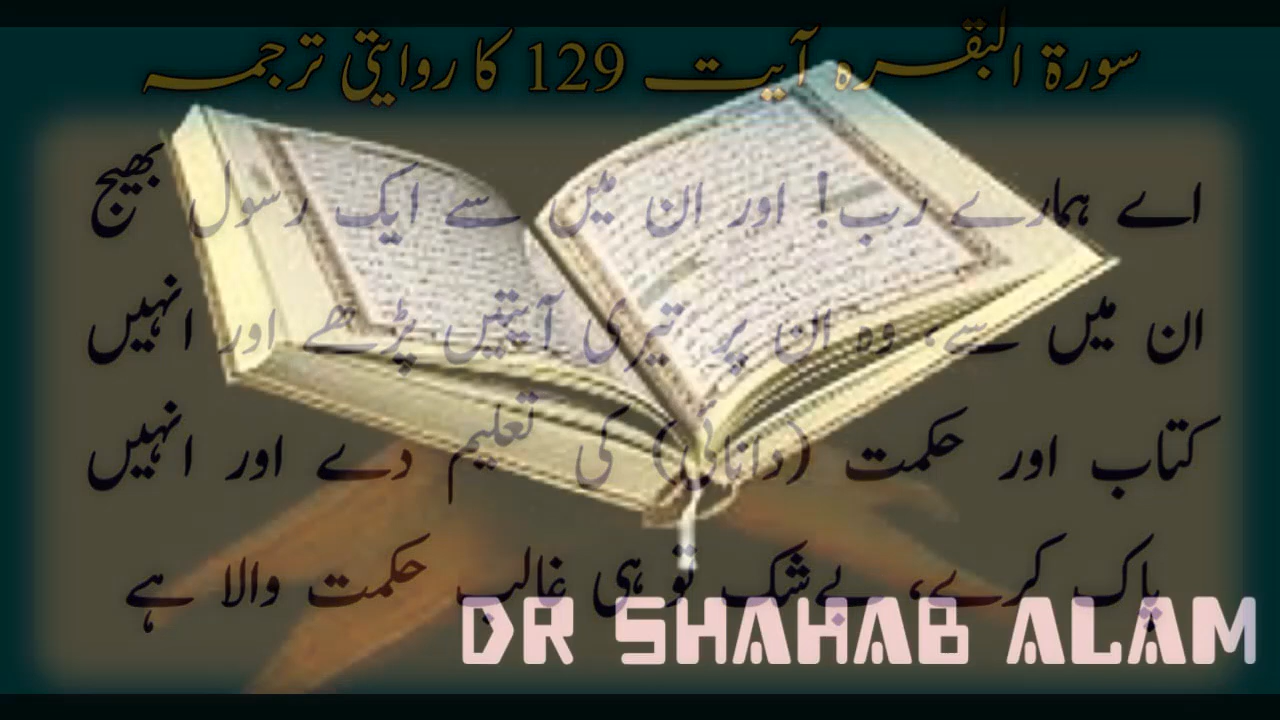 سورۃ البقرہ آیت 129 کا روایتی ترجمہ
اے ہمارے رب! اور ان میں سے ایک رسول بھیج
ان میں سے، وہ ان پر تیری آیتیں پڑھے اور انہیں
کتاب اور حکمت (دانائی) کی تعلیم دے اور انہیں
پاک کرے، بےشک تو ہی غالب حکمت والا ہے
DR SHAHAB ALAM